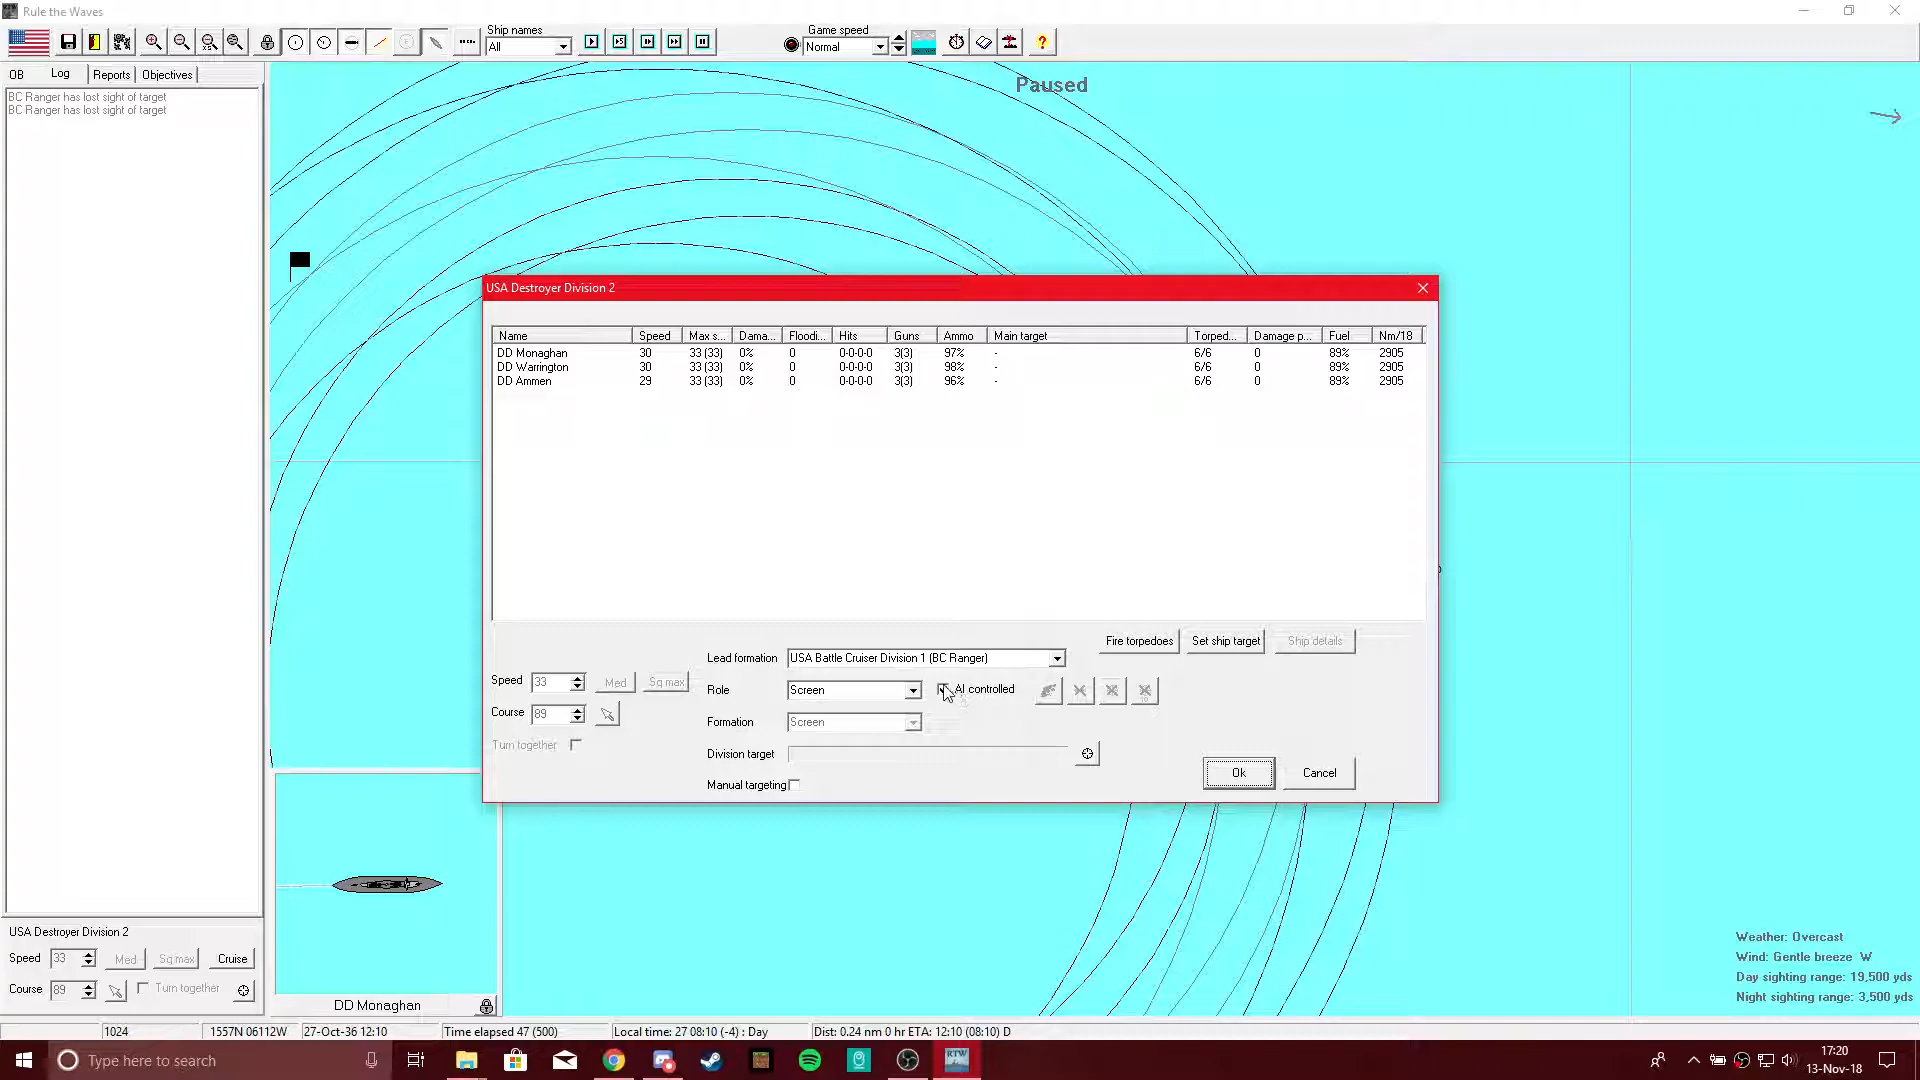 Rule the Waves
Ship names
All
Game speed
Normal
OB
Log
Reports
Objectives
BC Ranger has lost sight of target
BC Ranger has lost sight of target
Paused
USA Destroyer Division 2
Name Speed Max s... Dama... Floodi... Hits Guns Ammo Main target Torped... Damage p... Fuel Nm/18
DD Monaghan 30 33 (33) 0% 0 0-0-0-0 3(3) 97% - 6/6 0 89% 2905
DD Warrington 30 33 (33) 0% 0 0-0-0-0 3(3) 98% - 6/6 0 89% 2905
DD Ammen 29 33 (33) 0% 0 0-0-0-0 3(3) 96% - 6/6 0 89% 2905
Fire torpedoes
Set ship target
Ship details
Lead formation USA Battle Cruiser Division 1 (BC Ranger)
Speed 33 Med Sq max
Role Screen AI controlled
Course 89
Formation Screen
Turn together
Division target
Manual targeting
Ok
Cancel
USA Destroyer Division 2
Speed 33 Med Sq max Cruise
Course 89 Turn together
DD Monaghan
Weather: Overcast
Wind: Gentle breeze W
Day sighting range: 19,500 yds
Night sighting range: 3,500 yds
1024 1557N 06112W 27-Oct-36 12:10 Time elapsed 47 (500) Local time: 27 08:10 (-4) : Day Dist: 0.24 nm 0 hr ETA: 12:10 (08:10) D
Type here to search
RTW
17:20
13-Nov-18